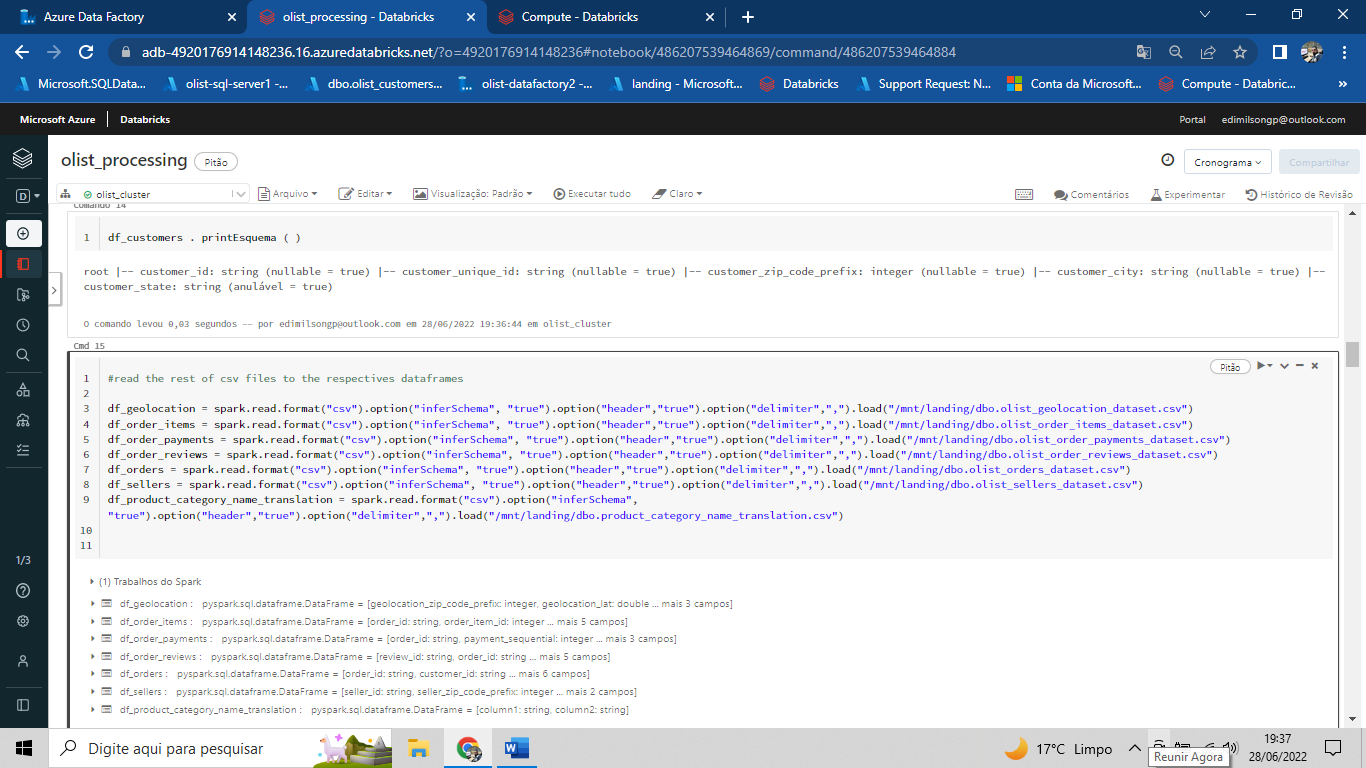 Azure Data Factory
olist_processing - Databricks
Compute - Databricks
adb-4920176914148236.16.azuredatabricks.net/?o=4920176914148236#notebook/486207539464869/command/486207539464884
Microsoft.SQLData...
olist-sql-server1 -...
dbo.olist_customers...
olist-datafactory2 -...
landing - Microsoft...
Databricks
Support Request: N...
Conta da Microsoft...
Compute - Databric...
»
Microsoft Azure
Databricks
Portal
edimilsongp@outlook.com
olist_processing
Pitão
Cronograma
Compartilhar
D
olist_cluster
Arquivo
Editar
Visualização: Padrão
Executar tudo
Claro
Comentários
Experimentar
Histórico de Revisão
Comando 14
1 df_customers . printEsquema ( )
root |-- customer_id: string (nullable = true) |-- customer_unique_id: string (nullable = true) |-- customer_zip_code_prefix: integer (nullable = true) |-- customer_city: string (nullable = true) |--
customer_state: string (anulável = true)
O comando levou 0,03 segundos -- por edimilsongp@outlook.com em 28/06/2022 19:36:44 em olist_cluster
Cmd 15
Pitão
1 #read the rest of csv files to the respectives dataframes
2
3 df_geolocation = spark.read.format("csv").option("inferSchema", "true").option("header","true").option("delimiter",",").load("/mnt/landing/dbo.olist_geolocation_dataset.csv")
4 df_order_items = spark.read.format("csv").option("inferSchema", "true").option("header","true").option("delimiter",",").load("/mnt/landing/dbo.olist_order_items_dataset.csv")
5 df_order_payments = spark.read.format("csv").option("inferSchema", "true").option("header","true").option("delimiter",",").load("/mnt/landing/dbo.olist_order_payments_dataset.csv")
6 df_order_reviews = spark.read.format("csv").option("inferSchema", "true").option("header","true").option("delimiter",",").load("/mnt/landing/dbo.olist_order_reviews_dataset.csv")
7 df_orders = spark.read.format("csv").option("inferSchema", "true").option("header","true").option("delimiter",",").load("/mnt/landing/dbo.olist_orders_dataset.csv")
8 df_sellers = spark.read.format("csv").option("inferSchema", "true").option("header","true").option("delimiter",",").load("/mnt/landing/dbo.olist_sellers_dataset.csv")
9 df_product_category_name_translation = spark.read.format("csv").option("inferSchema",
"true").option("header","true").option("delimiter",",").load("/mnt/landing/dbo.product_category_name_translation.csv")
10
11
(1) Trabalhos do Spark
df_geolocation : pyspark.sql.dataframe.DataFrame = [geolocation_zip_code_prefix: integer, geolocation_lat: double ... mais 3 campos]
df_order_items : pyspark.sql.dataframe.DataFrame = [order_id: string, order_item_id: integer ... mais 5 campos]
df_order_payments : pyspark.sql.dataframe.DataFrame = [order_id: string, payment_sequential: integer ... mais 3 campos]
df_order_reviews : pyspark.sql.dataframe.DataFrame = [review_id: string, order_id: string ... mais 5 campos]
df_orders : pyspark.sql.dataframe.DataFrame = [order_id: string, customer_id: string ... mais 6 campos]
df_sellers : pyspark.sql.dataframe.DataFrame = [seller_id: string, seller_zip_code_prefix: integer ... mais 2 campos]
df_product_category_name_translation : pyspark.sql.dataframe.DataFrame = [column1: string, column2: string]
1/3
Digite aqui para pesquisar
17°C Limpo
19:37
28/06/2022
Reunir Agora